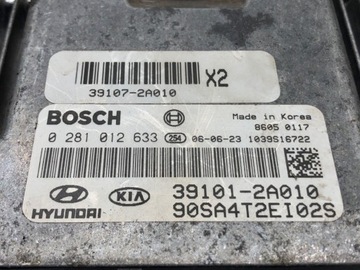 39107-2A010 X2
BOSCH Made in Korea
8605 0117
0 281 012 633 254 06-06-23 1039S16722
HYUNDAI KIA 39101-2A010
90SA4T2EI02S